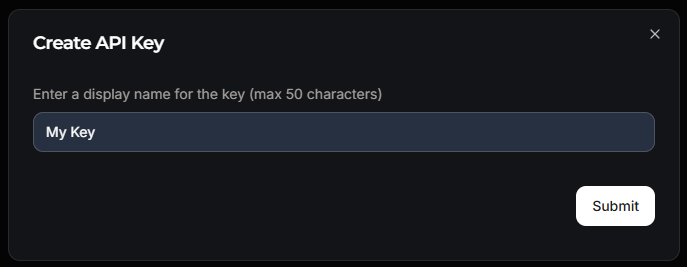 Create API Key
Enter a display name for the key (max 50 characters)
My Key
Submit